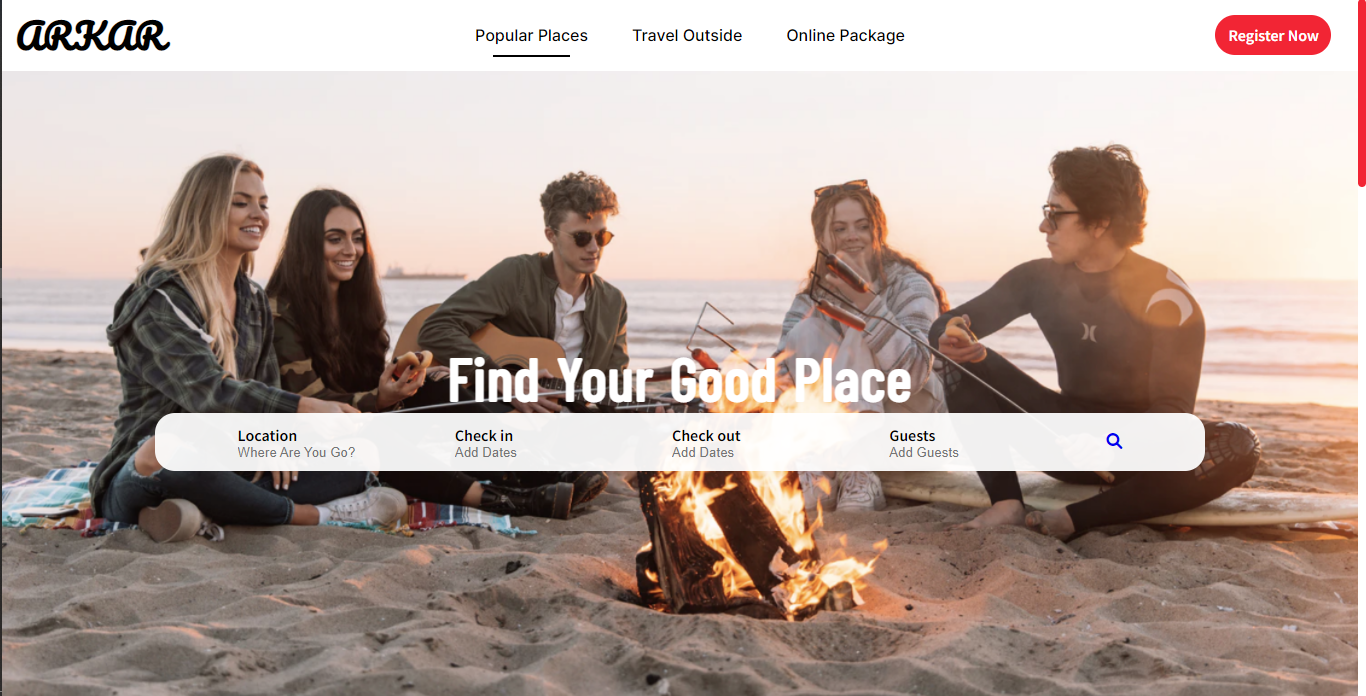 ARKAR
Popular Places
Travel Outside
Online Package
Register Now
Find Your Good Place
Location
Where Are You Go?
Check in
Add Dates
Check out
Add Dates
Guests
Add Guests